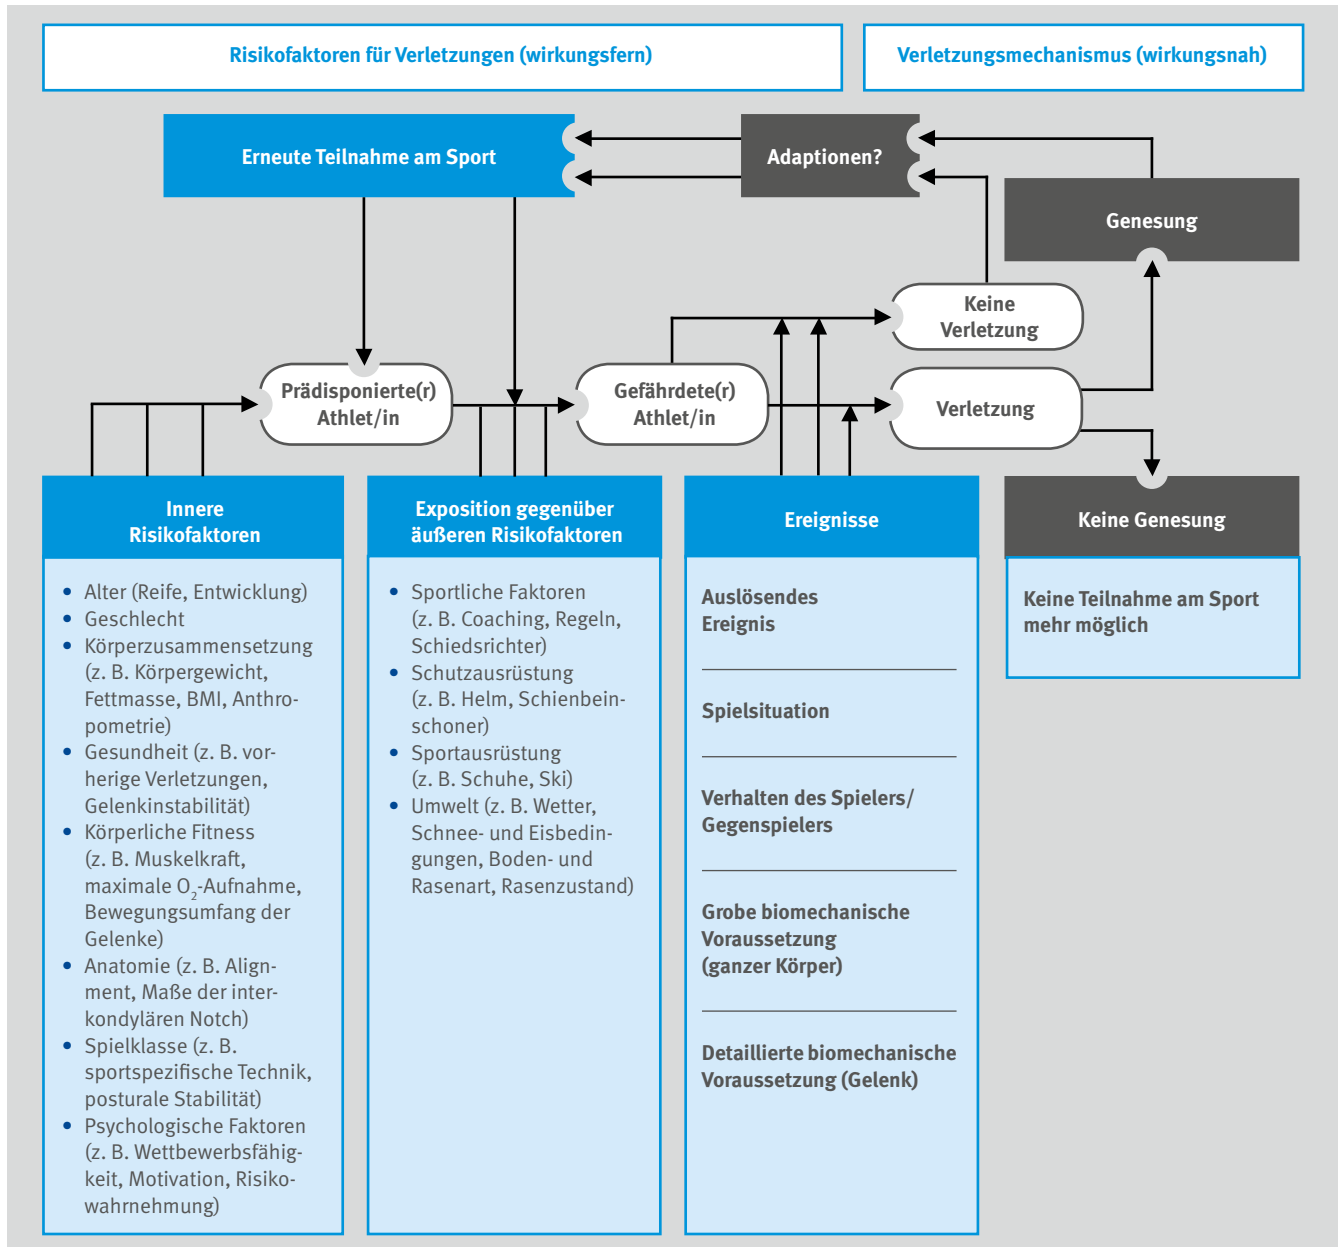 Risikofaktoren für Verletzungen (wirkungsfern)
Verletzungsmechanismus (wirkungsnah)
Erneute Teilnahme am Sport
Adaptionen?
Genesung
Keine
Verletzung
Prädisponierte(r)
Athlet/in
Gefährdete(r)
Athlet/in
Verletzung
Innere
Risikofaktoren
• Alter (Reife, Entwicklung)
• Geschlecht
• Körperzusammensetzung
(z. B. Körpergewicht,
Fettmasse, BMI, Anthro-
pometrie)
• Gesundheit (z. B. vor-
herige Verletzungen,
Gelenkinstabilität)
• Körperliche Fitness
(z. B. Muskelkraft,
maximale O₂-Aufnahme,
Bewegungsumfang der
Gelenke)
• Anatomie (z. B. Align-
ment, Maße der inter-
kondylären Notch)
• Spielklasse (z. B.
sportspezifische Technik,
posturale Stabilität)
• Psychologische Faktoren
(z. B. Wettbewerbsfähig-
keit, Motivation, Risiko-
wahrnehmung)
Exposition gegenüber
äußeren Risikofaktoren
• Sportliche Faktoren
(z. B. Coaching, Regeln,
Schiedsrichter)
• Schutzausrüstung
(z. B. Helm, Schienbein-
schoner)
• Sportausrüstung
(z. B. Schuhe, Ski)
• Umwelt (z. B. Wetter,
Schnee- und Eisbedin-
gungen, Boden- und
Rasenart, Rasenzustand)
Ereignisse
Auslösendes
Ereignis
Spielsituation
Verhalten des Spielers/
Gegenspielers
Grobe biomechanische
Voraussetzung
(ganzer Körper)
Detaillierte biomechanische
Voraussetzung (Gelenk)
Keine Genesung
Keine Teilnahme am Sport
mehr möglich